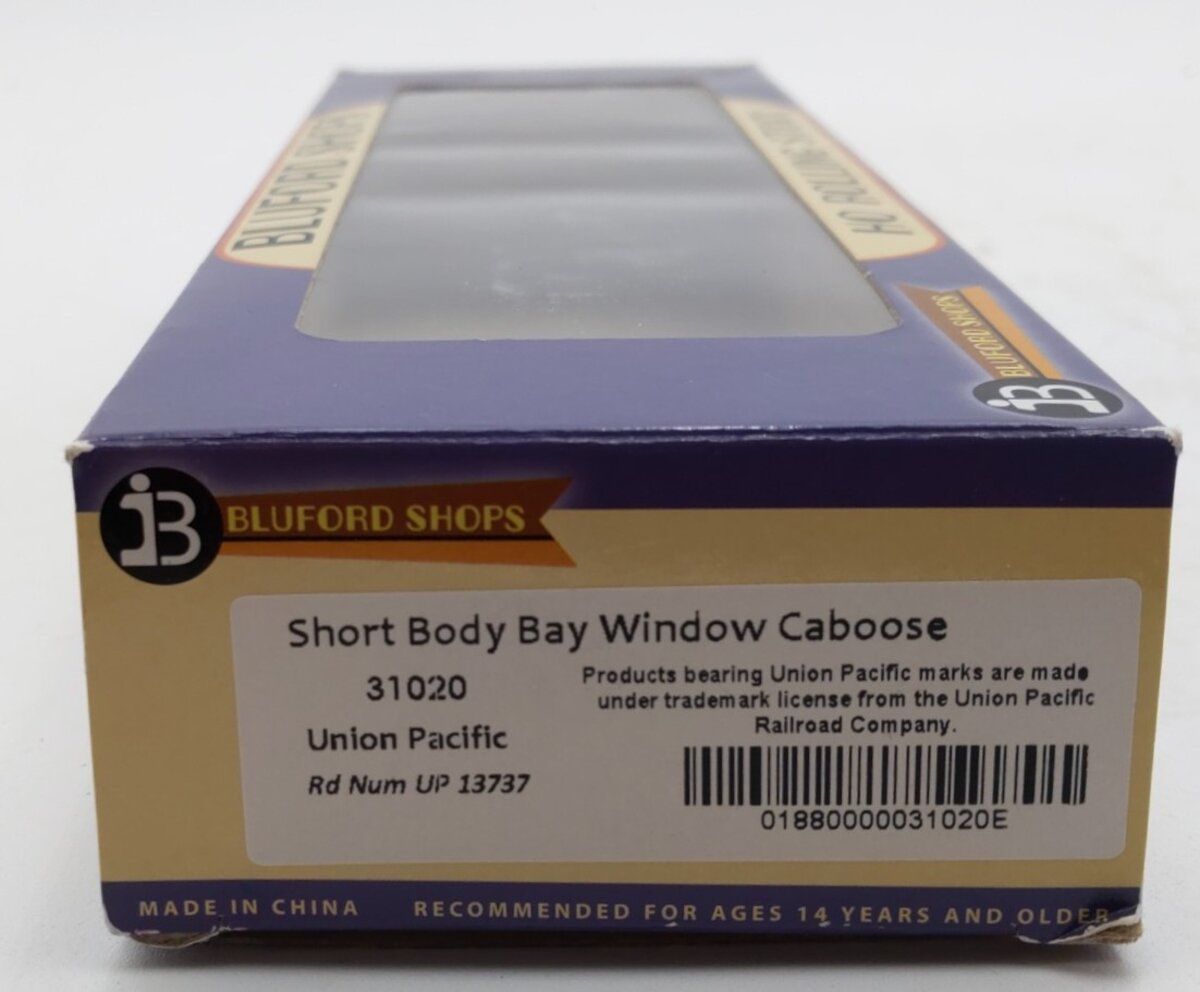 BLUFORD SHOPS
HO ROLLING STOCK
BLUFORD SHOPS
iB
iB
BLUFORD SHOPS
Short Body Bay Window Caboose
31020
Products bearing Union Pacific marks are made
under trademark license from the Union Pacific
Railroad Company.
Union Pacific
Rd Num UP 13737
01880000031020E
MADE IN CHINA RECOMMENDED FOR AGES 14 YEARS AND OLDER